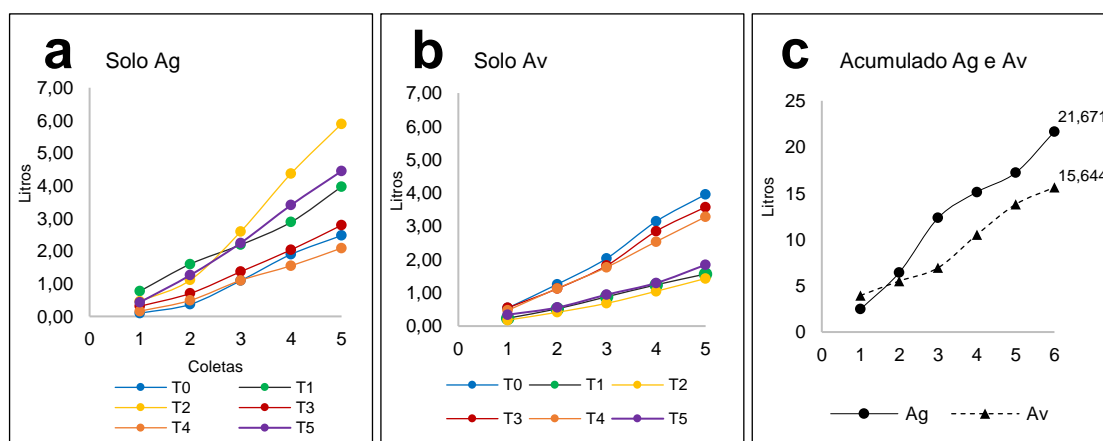 a
Solo Ag
Litros
7,00
6,00
5,00
4,00
3,00
2,00
1,00
0,00
0 1 2 3 4 5
Coletas
T0 T1
T2 T3
T4 T5
b
Solo Av
Litros
7,00
6,00
5,00
4,00
3,00
2,00
1,00
0,00
0 1 2 3 4 5
T0 T1 T2
T3 T4 T5
c
Acumulado Ag e Av
Litros
25
20
15
10
5
0
21,671
15,644
0 1 2 3 4 5 6
Ag Av